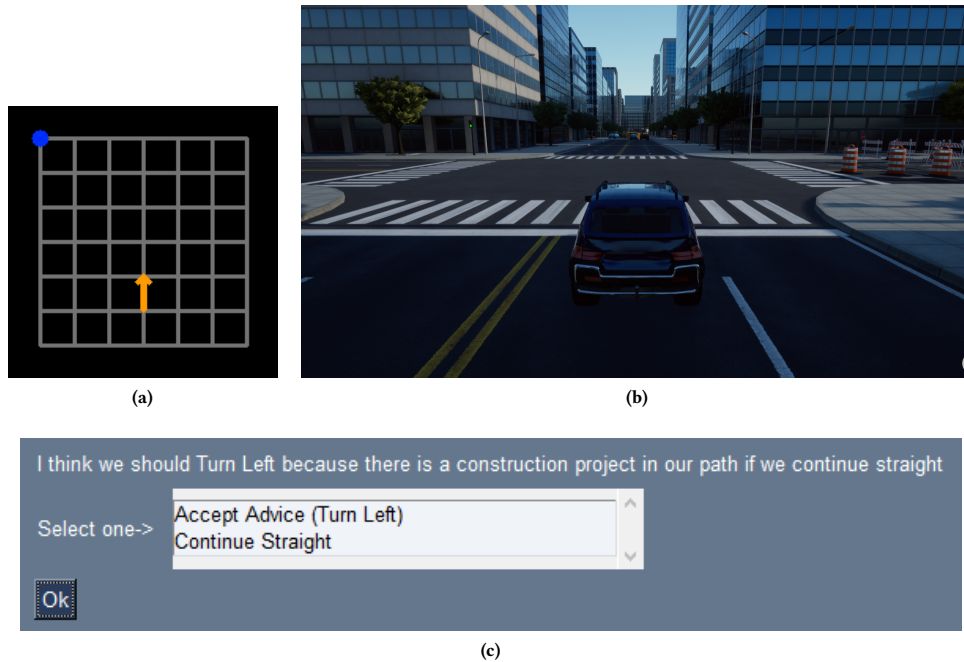 (a)
(b)
I think we should Turn Left because there is a construction project in our path if we continue straight
Select one->
Accept Advice (Turn Left)
Continue Straight
Ok
(c)